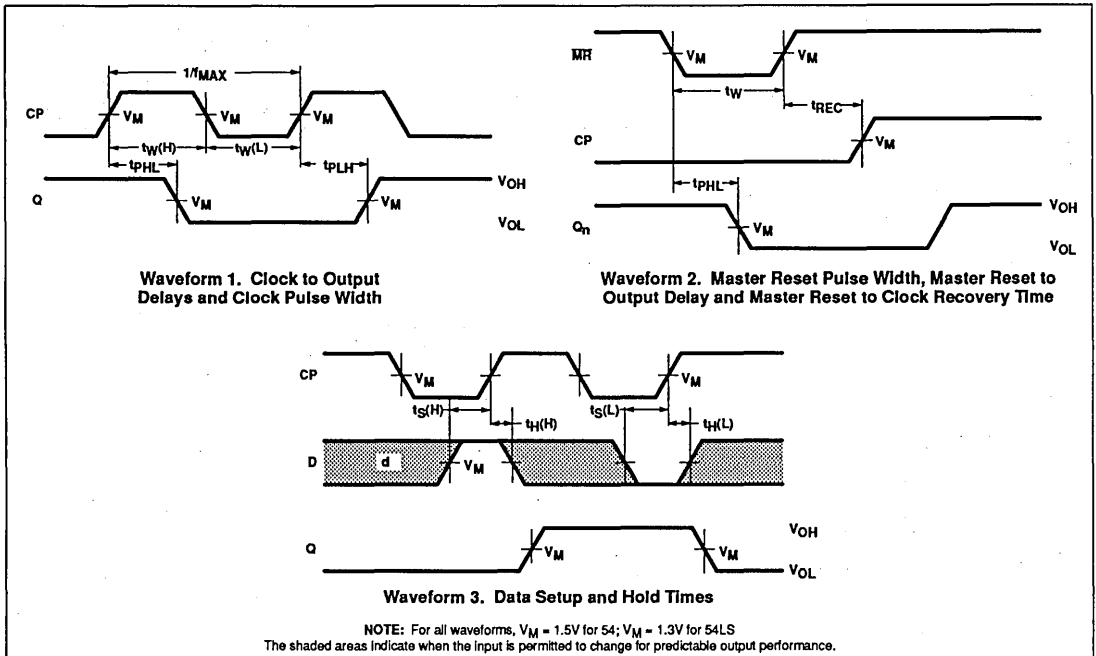 1/fMAX
CP
VM
VM
VM
tW(H)
tW(L)
tPHL
tPLH
Q
VM
VM
VOH
VOL
Waveform 1. Clock to Output
Delays and Clock Pulse Width
MR
VM
VM
tW
tREC
CP
VM
tPHL
Qn
VM
VOH
VOL
Waveform 2. Master Reset Pulse Width, Master Reset to
Output Delay and Master Reset to Clock Recovery Time
CP
VM
VM
tS(H)
tH(H)
tS(L)
tH(L)
D
d
VM
Q
VM
VM
VOH
VOL
Waveform 3. Data Setup and Hold Times
NOTE: For all waveforms, VM = 1.5V for 54; VM = 1.3V for 54LS
The shaded areas indicate when the input is permitted to change for predictable output performance.